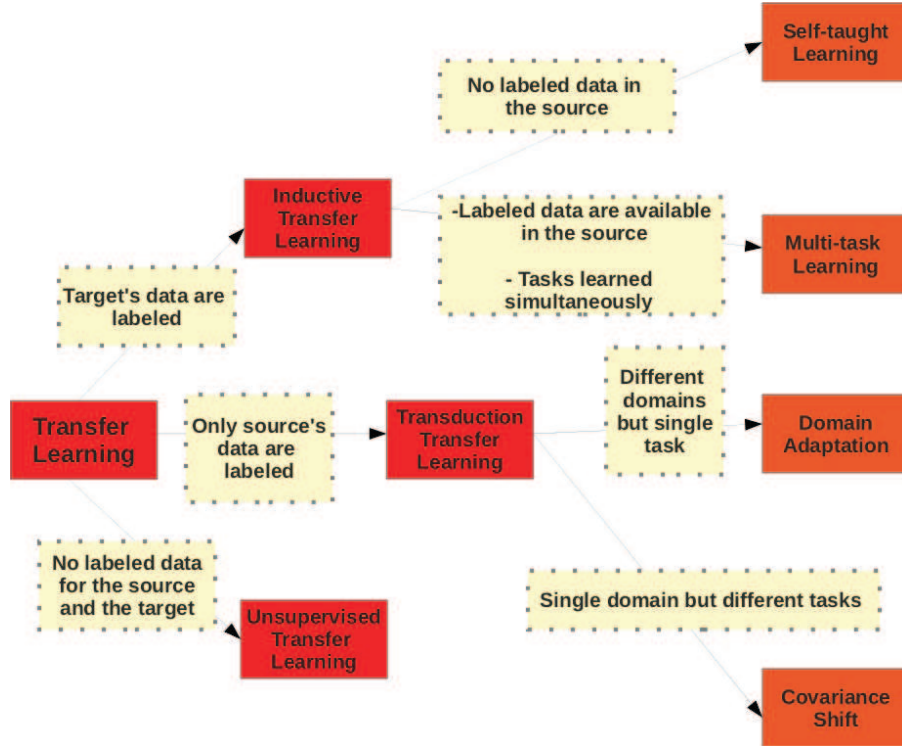 Self-taught
Learning
No labeled data in
the source
Inductive
Transfer
Learning
-Labeled data are available
in the source
- Tasks learned
simultaneously
Multi-task
Learning
Target's data are
labeled
Transfer
Learning
Only source's
data are
labeled
Transduction
Transfer
Learning
Different
domains
but single
task
Domain
Adaptation
No labeled data
for the source
and the target
Unsupervised
Transfer
Learning
Single domain but different tasks
Covariance
Shift